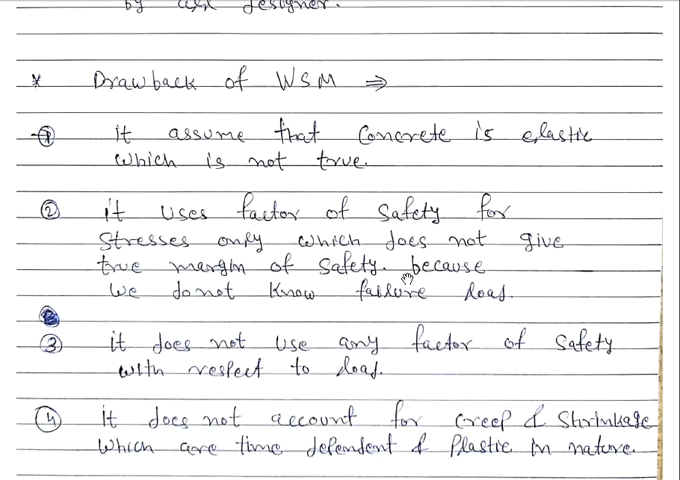 by
designer.
* Drawback of WSM ⇒
① it assume that Concrete is elastic
which is not true.
② it uses factor of safety for
stresses only which does not give
true margin of safety. because
we do not know failure load.
③ it does not use any factor of safety
with respect to load.
④ it does not account for creep & Shrinkage
which are time dependent & Plastic in nature.